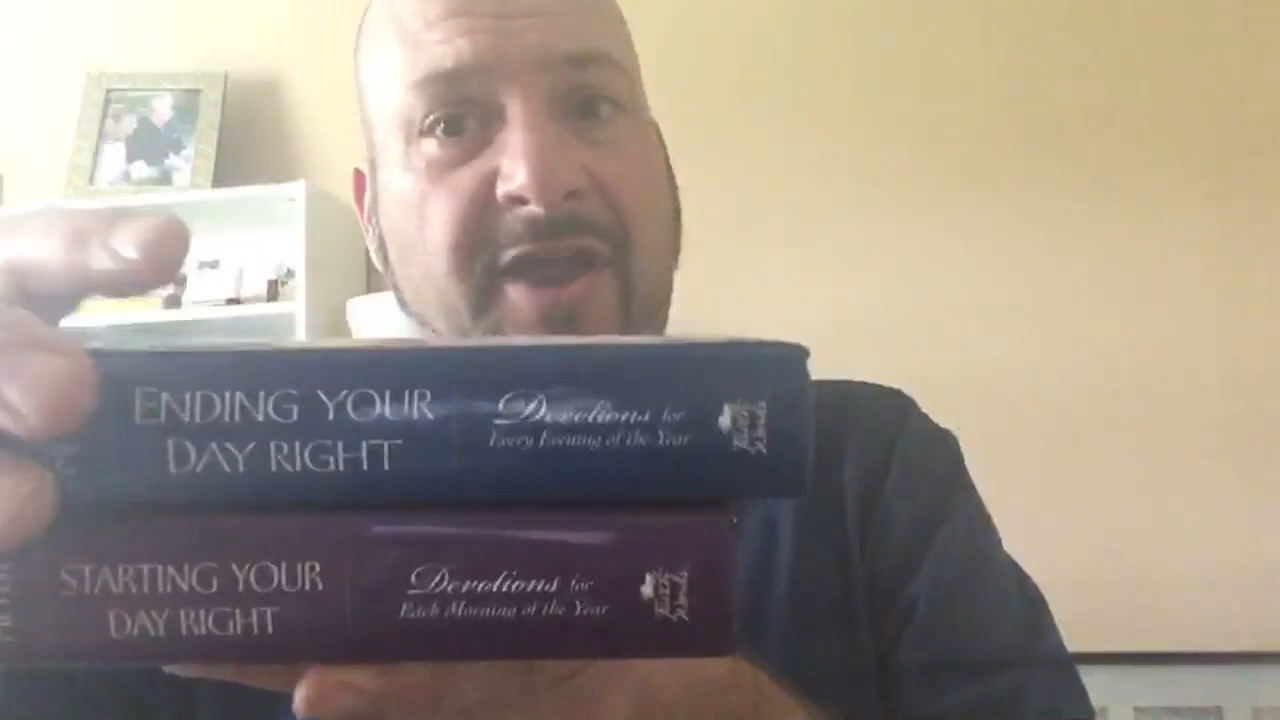 ENDING YOUR
DAY RIGHT
Devotions for
Every Evening of the Year
STARTING YOUR
DAY RIGHT
Devotions for
Each Morning of the Year